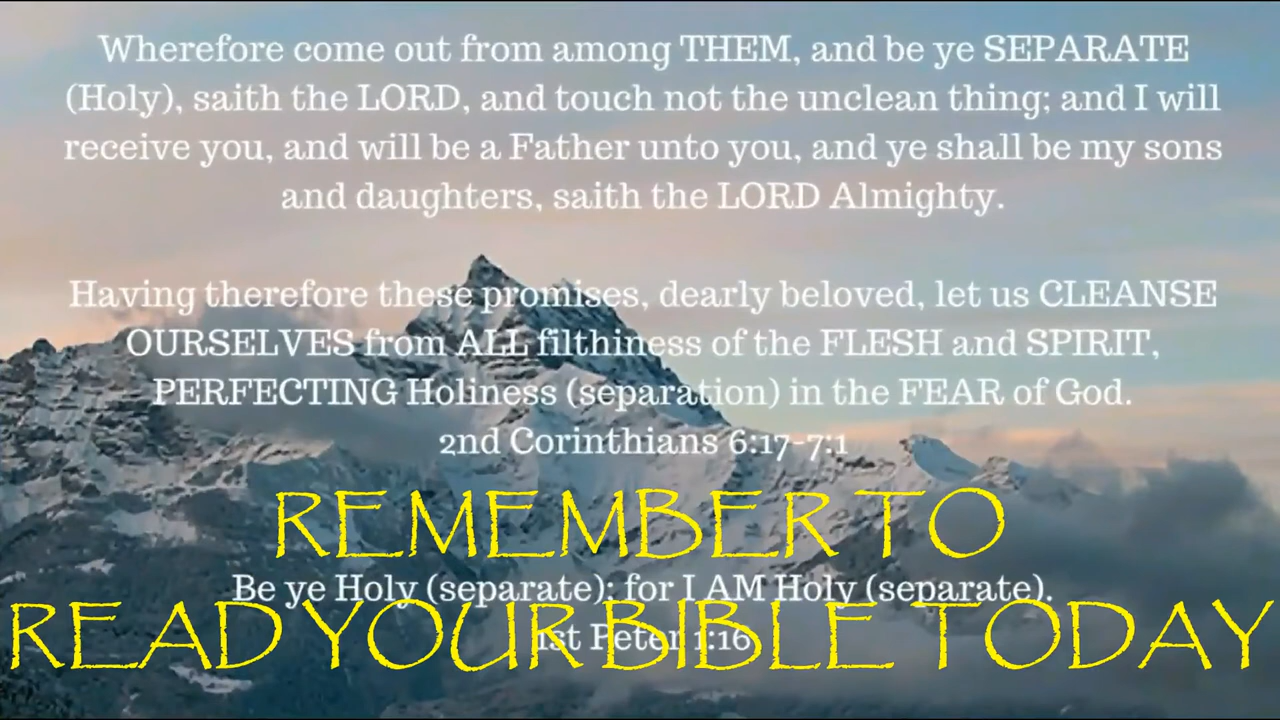 Wherefore come out from among THEM, and be ye SEPARATE
(Holy), saith the LORD, and touch not the unclean thing; and I will
receive you, and will be a Father unto you, and ye shall be my sons
and daughters, saith the LORD Almighty.
Having therefore these promises, dearly beloved, let us CLEANSE
OURSELVES from ALL filthiness of the FLESH and SPIRIT,
PERFECTING Holiness (separation) in the FEAR of God.
2nd Corinthians 6:17-7:1
REMEMBER TO
Be ye Holy (separate); for I AM Holy (separate).
READ YOUR BIBLE TODAY
1st Peter 1:16